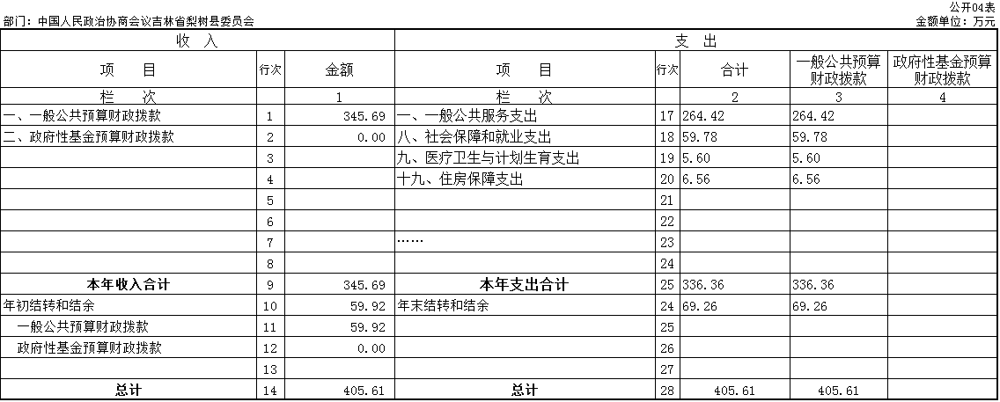 公开04表
部门：中国人民政治协商会议吉林省梨树县委员会 金额单位：万元
收 入 支 出
项 目 行次 金额 项 目 行次 合计 一般公共预算财政拨款 政府性基金预算财政拨款
栏 次 1 栏 次 2 3 4
一、一般公共预算财政拨款 1 345.69 一、一般公共服务支出 17 264.42 264.42
二、政府性基金预算财政拨款 2 0.00 八、社会保障和就业支出 18 59.78 59.78
3 九、医疗卫生与计划生育支出 19 5.60 5.60
4 十九、住房保障支出 20 6.56 6.56
5 21
6 22
7 …… 23
8 24
本年收入合计 9 345.69 本年支出合计 25 336.36 336.36
年初结转和结余 10 59.92 年末结转和结余 24 69.26 69.26
一般公共预算财政拨款 11 59.92 25
政府性基金预算财政拨款 12 0.00 26
13 27
总计 14 405.61 总计 28 405.61 405.61